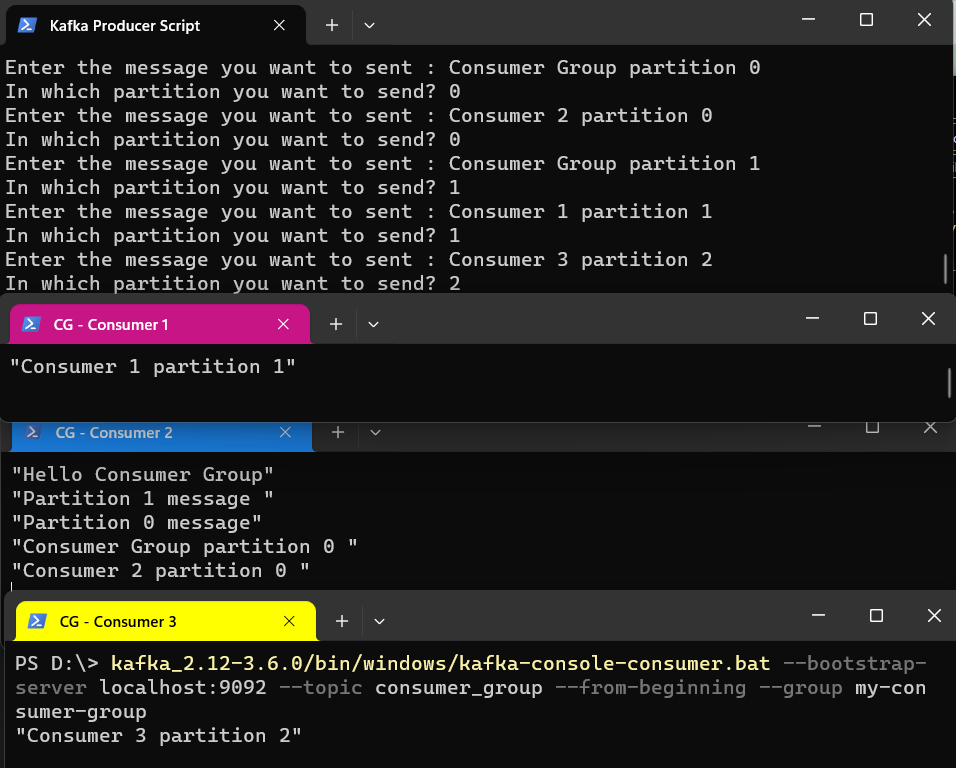 Kafka Producer Script
Enter the message you want to sent : Consumer Group partition 0
In which partition you want to send? 0
Enter the message you want to sent : Consumer 2 partition 0
In which partition you want to send? 0
Enter the message you want to sent : Consumer Group partition 1
In which partition you want to send? 1
Enter the message you want to sent : Consumer 1 partition 1
In which partition you want to send? 1
Enter the message you want to sent : Consumer 3 partition 2
In which partition you want to send? 2
CG - Consumer 1
"Consumer 1 partition 1"
CG - Consumer 2
"Hello Consumer Group"
"Partition 1 message "
"Partition 0 message"
"Consumer Group partition 0 "
"Consumer 2 partition 0 "
CG - Consumer 3
PS D:\> kafka_2.12-3.6.0/bin/windows/kafka-console-consumer.bat --bootstrap-
server localhost:9092 --topic consumer_group --from-beginning --group my-con
sumer-group
"Consumer 3 partition 2"